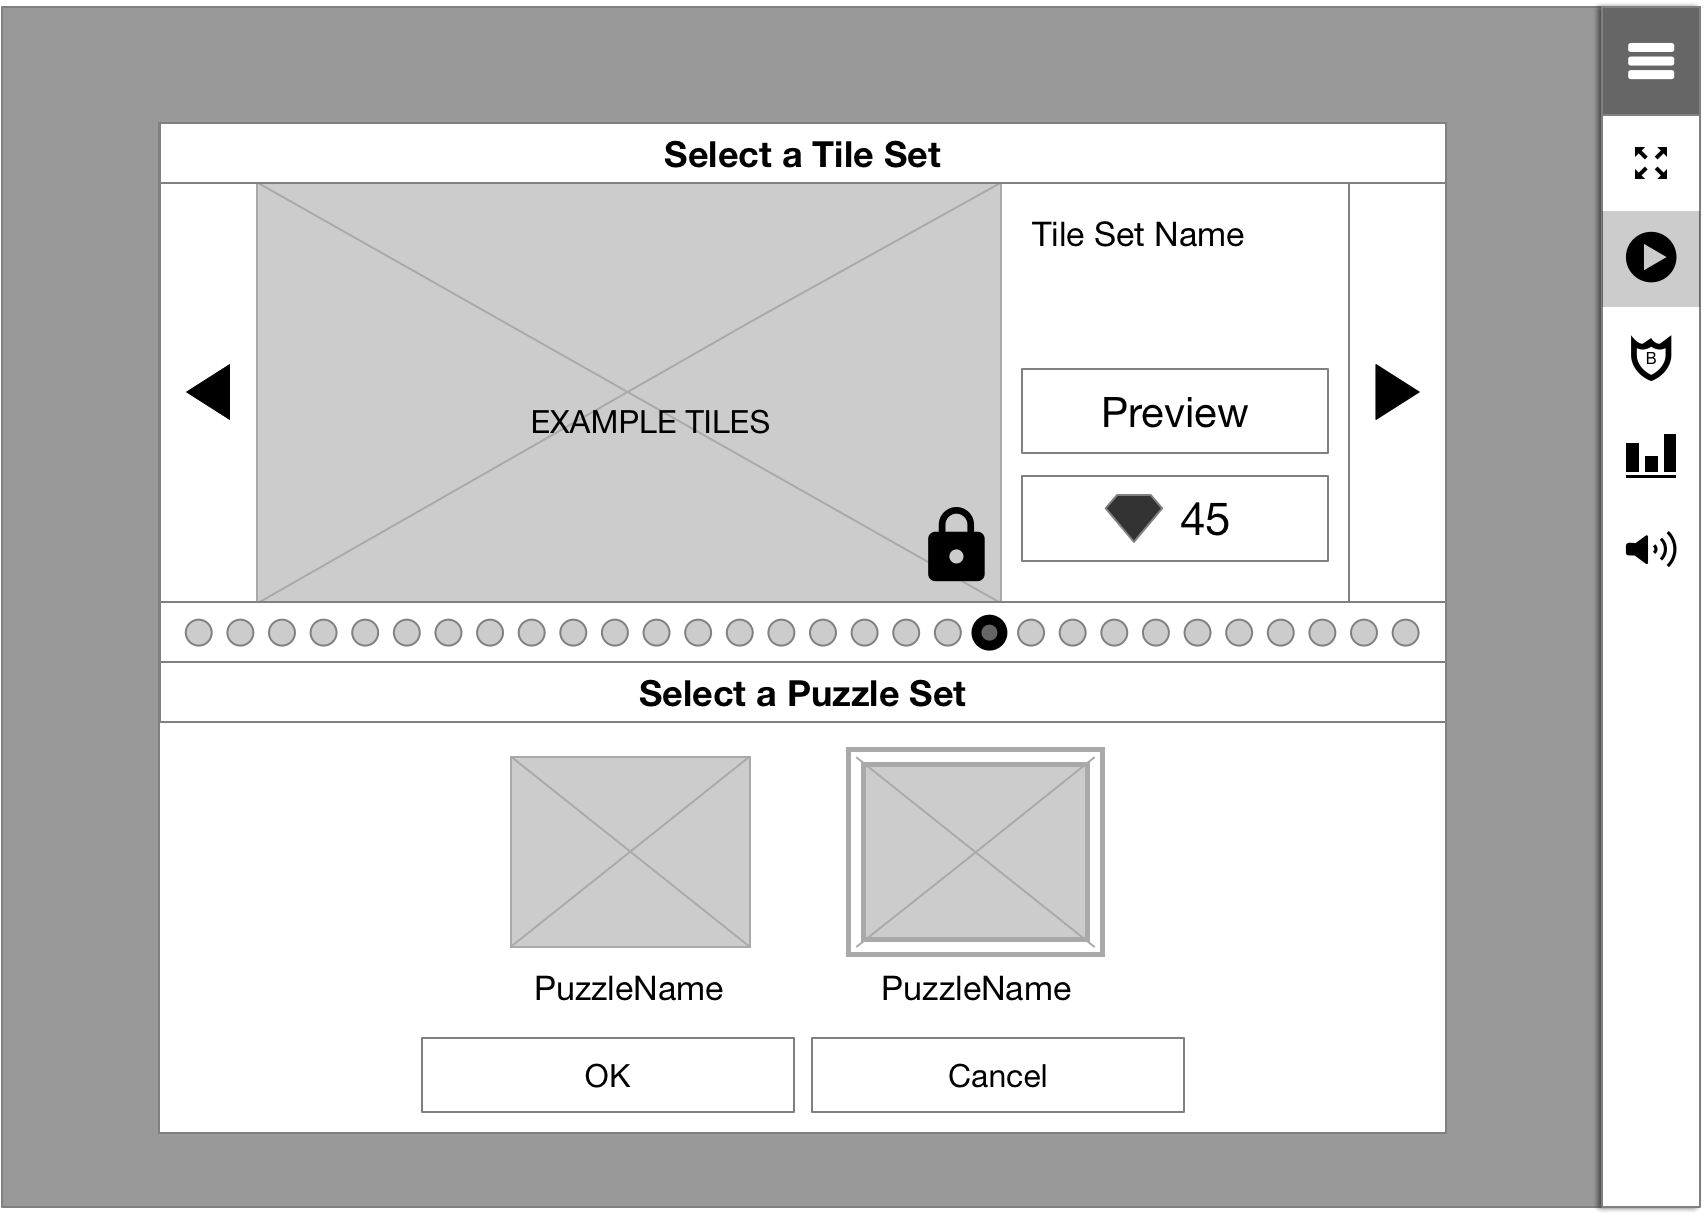 Select a Tile Set
Tile Set Name
EXAMPLE TILES
Preview
45
Select a Puzzle Set
PuzzleName
PuzzleName
OK
Cancel
B